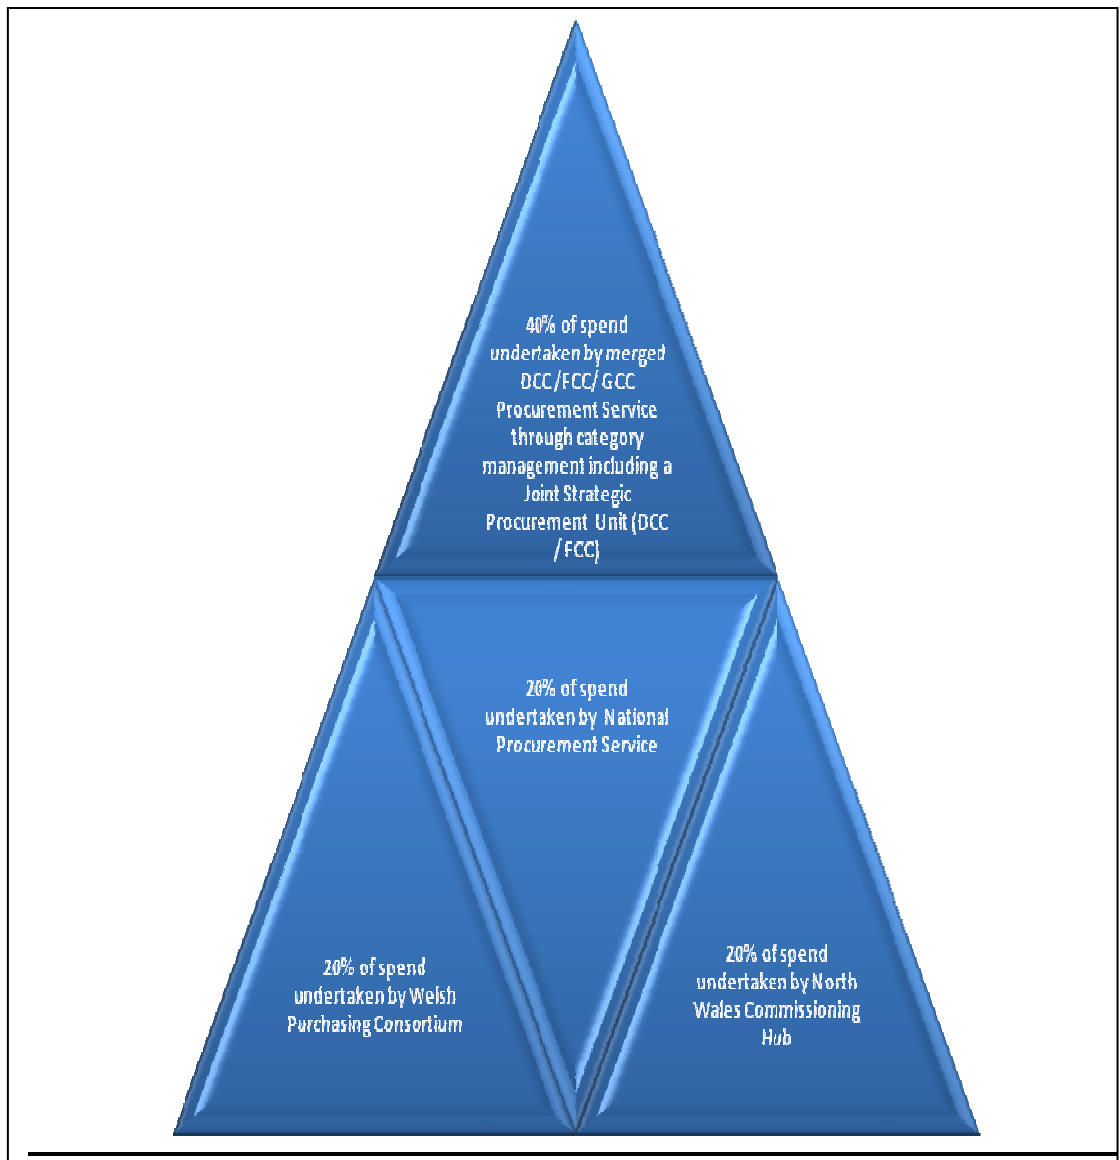 40% of spend
undertaken by merged
DCC /FCC/ GCC
Procurement Service
through category
management including a
Joint Strategic
Procurement Unit (DCC
/ FCC)
20% of spend
undertaken by National
Procurement Service
20% of spend
undertaken by Welsh
Purchasing Consortium
20% of spend
undertaken by North
Wales Commissioning
Hub